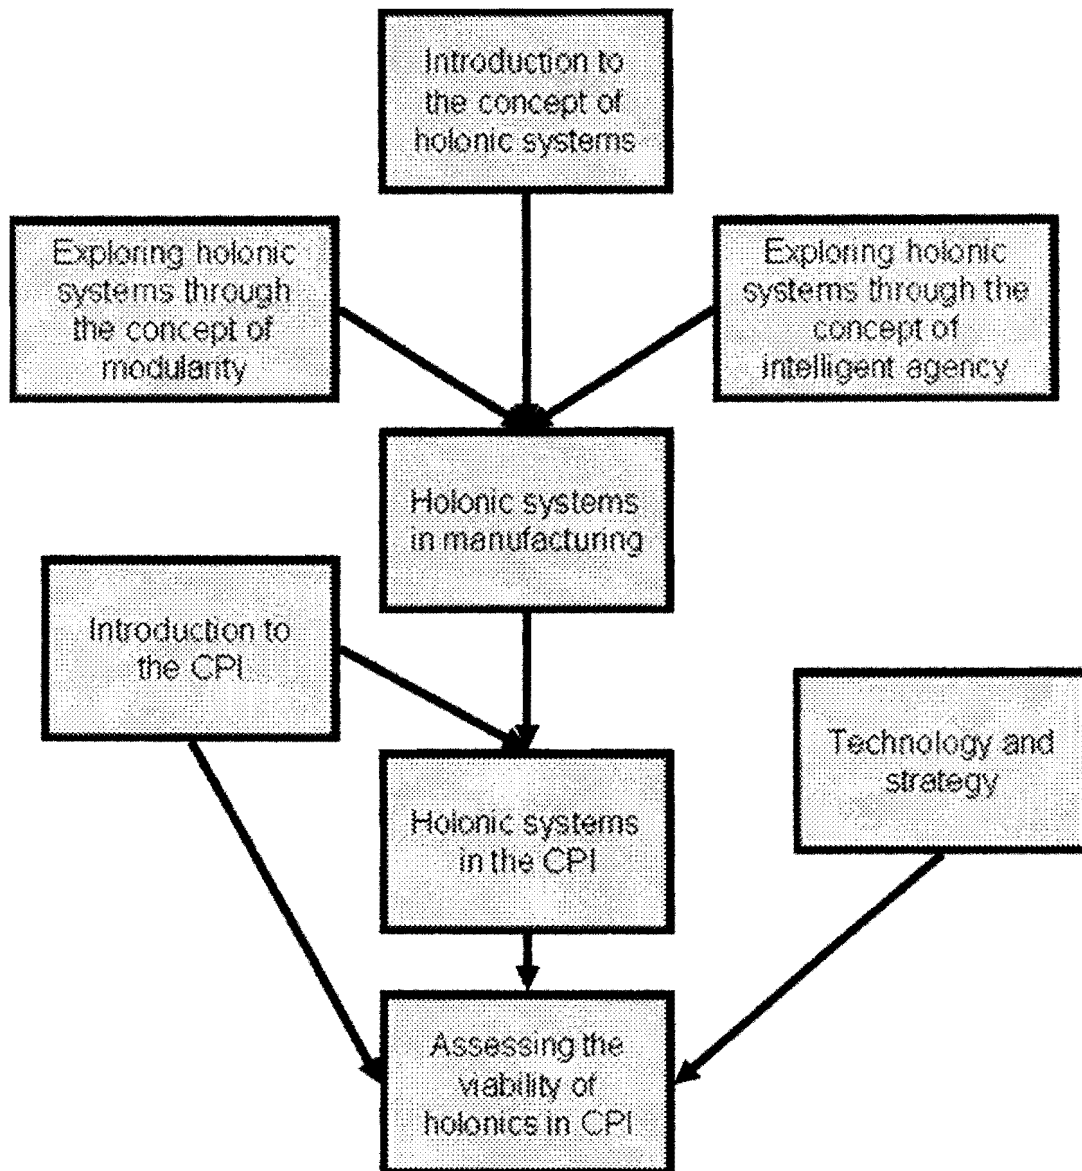 Introduction to
the concept of
holonic systems
Exploring holonic
systems through
the concept of
modularity
Exploring holonic
systems through the
concept of
intelligent agency
Holonic systems
in manufacturing
Introduction to
the CPI
Technology and
strategy
Holonic systems
in the CPI
Assessing the
viability of
holonics in CPI